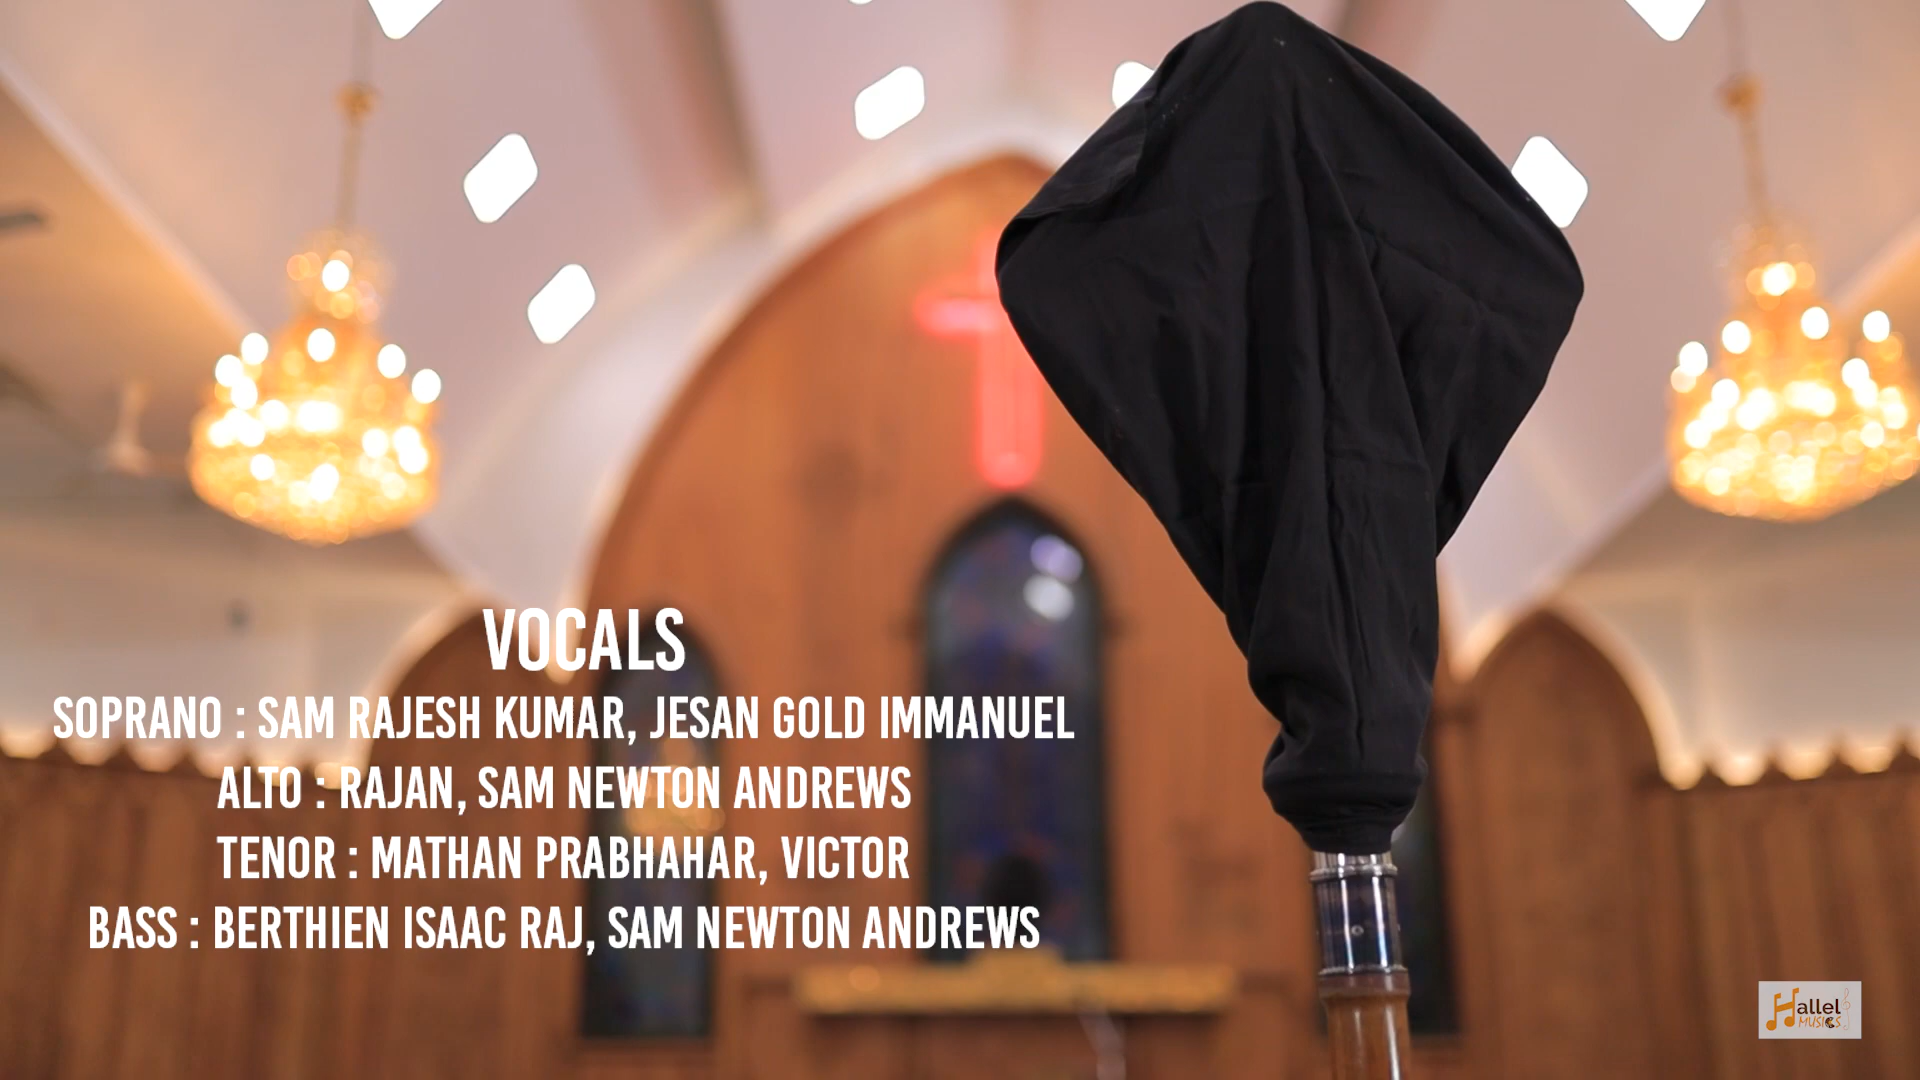 VOCALS
SOPRANO : SAM RAJESH KUMAR, JESAN GOLD IMMANUEL
ALTO : RAJAN, SAM NEWTON ANDREWS
TENOR : MATHAN PRABHAHAR, VICTOR
BASS : BERTHIEN ISAAC RAJ, SAM NEWTON ANDREWS
Hallel
MUSICS